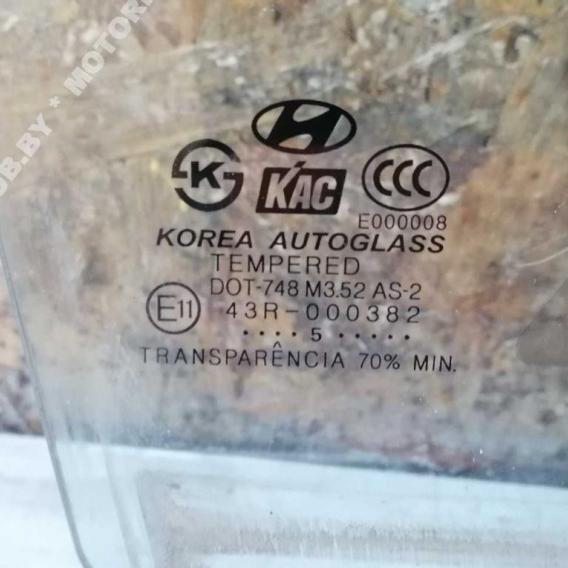 KAC
CCC
E000008
KOREA AUTOGLASS
TEMPERED
DOT-748 M3.52 AS-2
E11 43R-000382
•••• 5 •••••
TRANSPARÊNCIA 70% MIN.